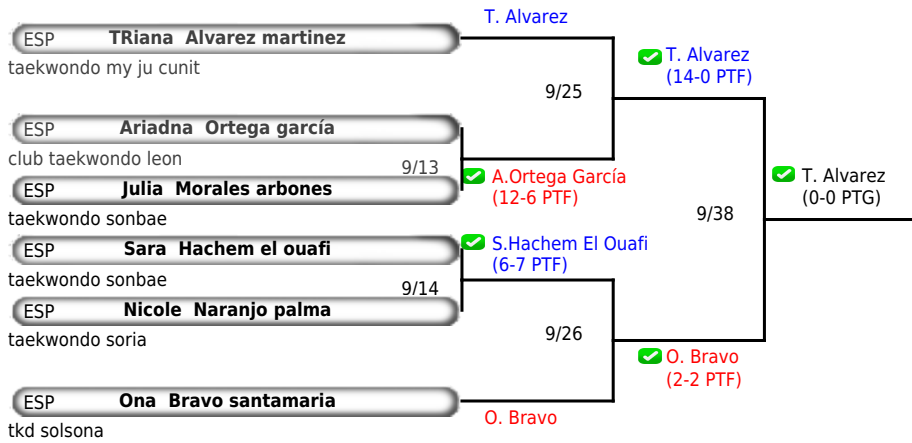 T. Alvarez
ESP TRiana Alvarez martinez
taekwondo my ju cunit
T. Alvarez
(14-0 PTF)
9/25
ESP Ariadna Ortega garcía
club taekwondo leon
9/13
A.Ortega García
(12-6 PTF)
ESP Julia Morales arbones
taekwondo sonbae
T. Alvarez
(0-0 PTG)
9/38
ESP Sara Hachem el ouafi
taekwondo sonbae
S.Hachem El Ouafi
(6-7 PTF)
9/14
ESP Nicole Naranjo palma
taekwondo soria
9/26
O. Bravo
(2-2 PTF)
ESP Ona Bravo santamaria
tkd solsona
O. Bravo